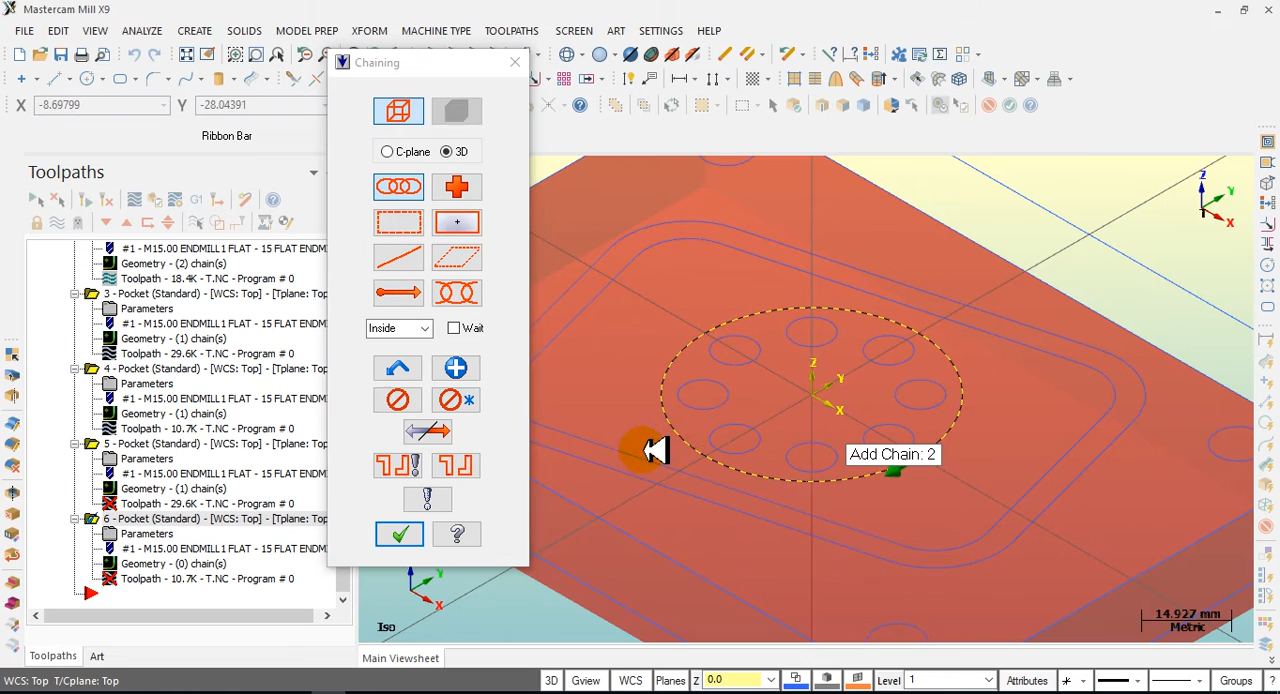 Mastercam Mill X9
FILE EDIT VIEW ANALYZE CREATE SOLIDS MODEL PREP XFORM MACHINE TYPE TOOLPATHS SCREEN ART SETTINGS HELP
Chaining
X -8.69799 Y -28.04391
Ribbon Bar
C-plane 3D
Toolpaths
G1
#1 - M15.00 ENDMILL1 FLAT - 15 FLAT ENDM
Geometry - (2) chain(s)
Toolpath - 18.4K - T.NC - Program # 0
3 - Pocket (Standard) - [WCS: Top] - [Tplane: Top
Parameters
#1 - M15.00 ENDMILL1 FLAT - 15 FLAT ENDM
Geometry - (1) chain(s)
Toolpath - 29.6K - T.NC - Program # 0
4 - Pocket (Standard) - [WCS: Top] - [Tplane: Top
Parameters
#1 - M15.00 ENDMILL1 FLAT - 15 FLAT ENDM
Geometry - (1) chain(s)
Toolpath - 29.6K - T.NC - Program # 0
5 - Pocket (Standard) - [WCS: Top] - [Tplane: Top
Parameters
#1 - M15.00 ENDMILL1 FLAT - 15 FLAT ENDM
Geometry - (1) chain(s)
Toolpath - 29.6K - T.NC - Program # 0
6 - Pocket (Standard) - [WCS: Top] - [Tplane: Top
Parameters
#1 - M15.00 ENDMILL1 FLAT - 15 FLAT ENDM
Geometry - (0) chain(s)
Toolpath - 10.7K - T.NC - Program # 0
Inside Wait
Z
Y
X
Z
Y
X
Add Chain: 2
Y
X
Iso
14.927 mm
Metric
Toolpaths Art
Main Viewsheet
WCS: Top T/Cplane: Top
3D Gview WCS Planes Z 0.0 Level 1 Attributes Groups